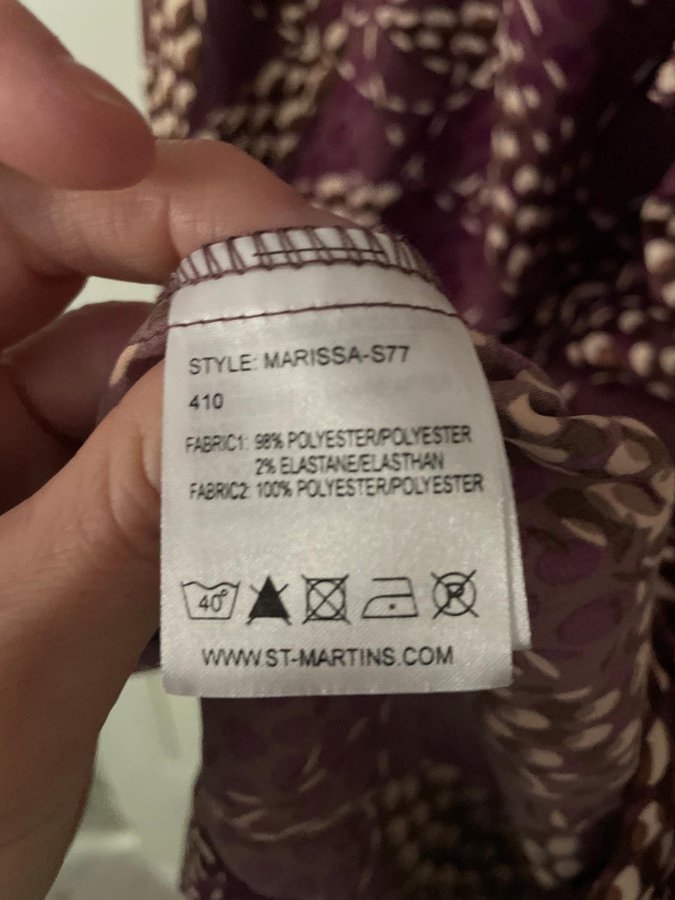 STYLE: MARISSA-S77
410
FABRIC1: 98% POLYESTER/POLYESTER
2% ELASTANE/ELASTHAN
FABRIC2: 100% POLYESTER/POLYESTER
40° P
WWW.ST-MARTINS.COM